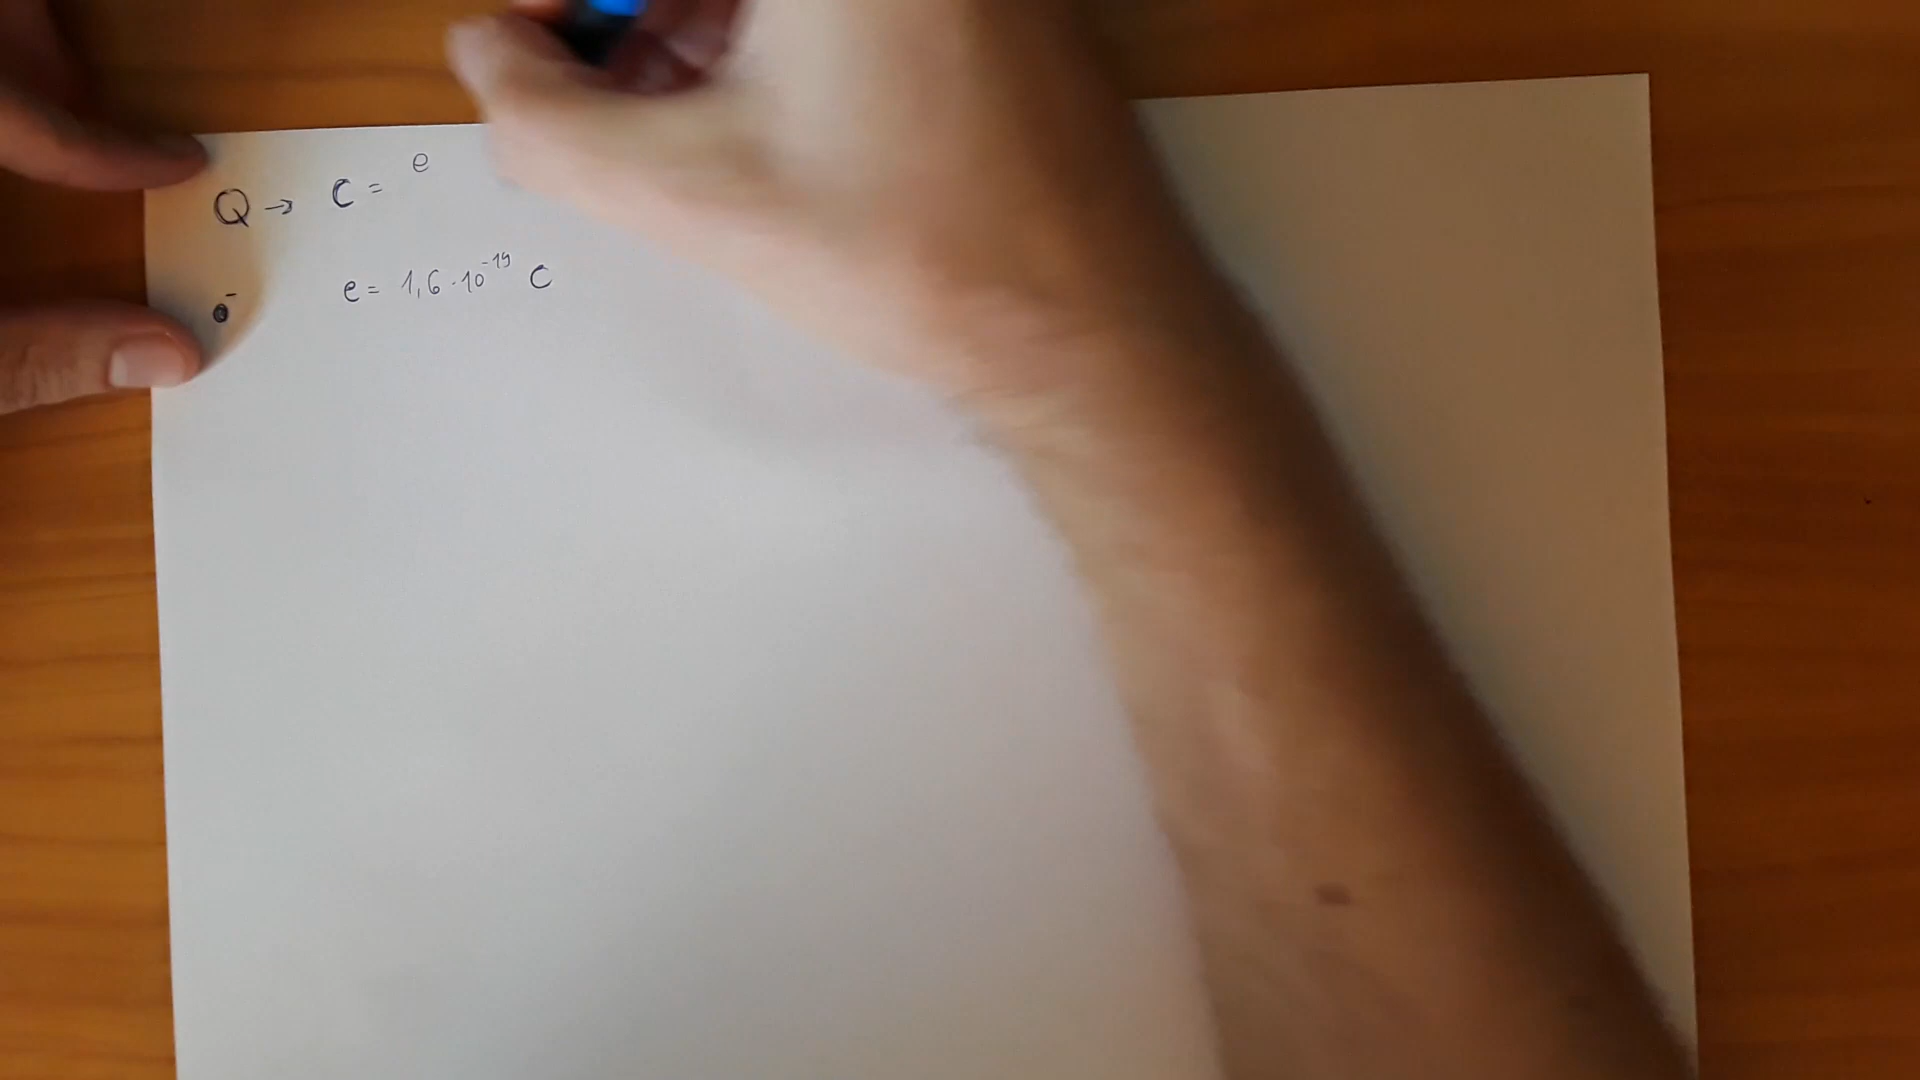 Q → C = e
e = 1,6 · 10⁻¹⁹ C
e⁻